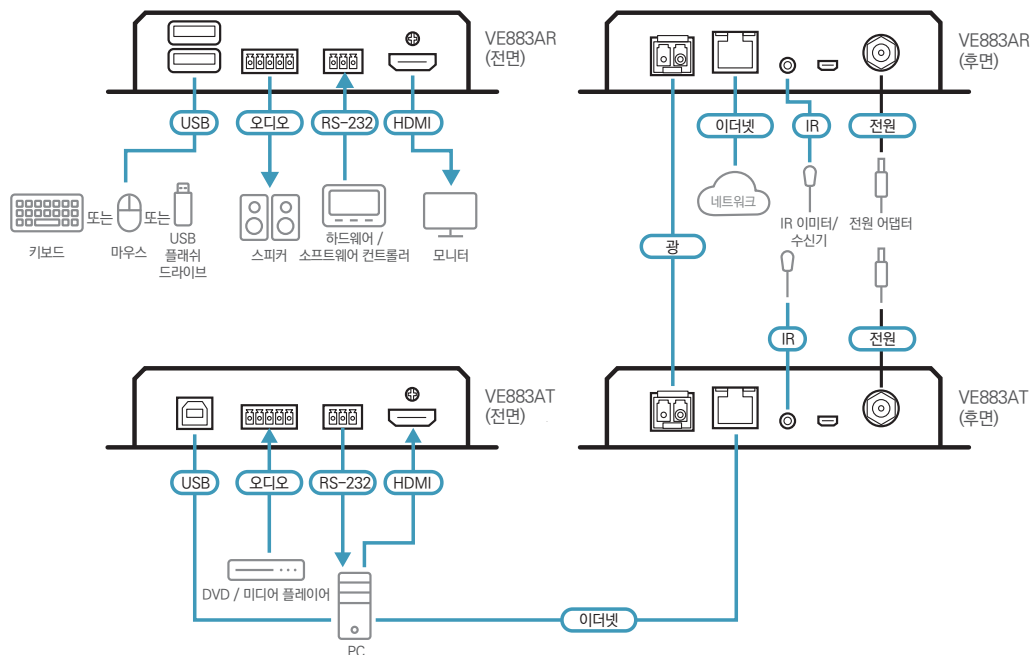 VE883AR
(전면)
USB
오디오
RS-232
HDMI
키보드
또는
마우스
또는
USB
플래쉬
드라이브
스피커
하드웨어 /
소프트웨어 컨트롤러
모니터
VE883AR
(후면)
이더넷
IR
전원
네트워크
IR 이미터/
수신기
전원 어댑터
광
IR
전원
VE883AT
(전면)
USB
오디오
RS-232
HDMI
DVD / 미디어 플레이어
PC
VE883AT
(후면)
이더넷